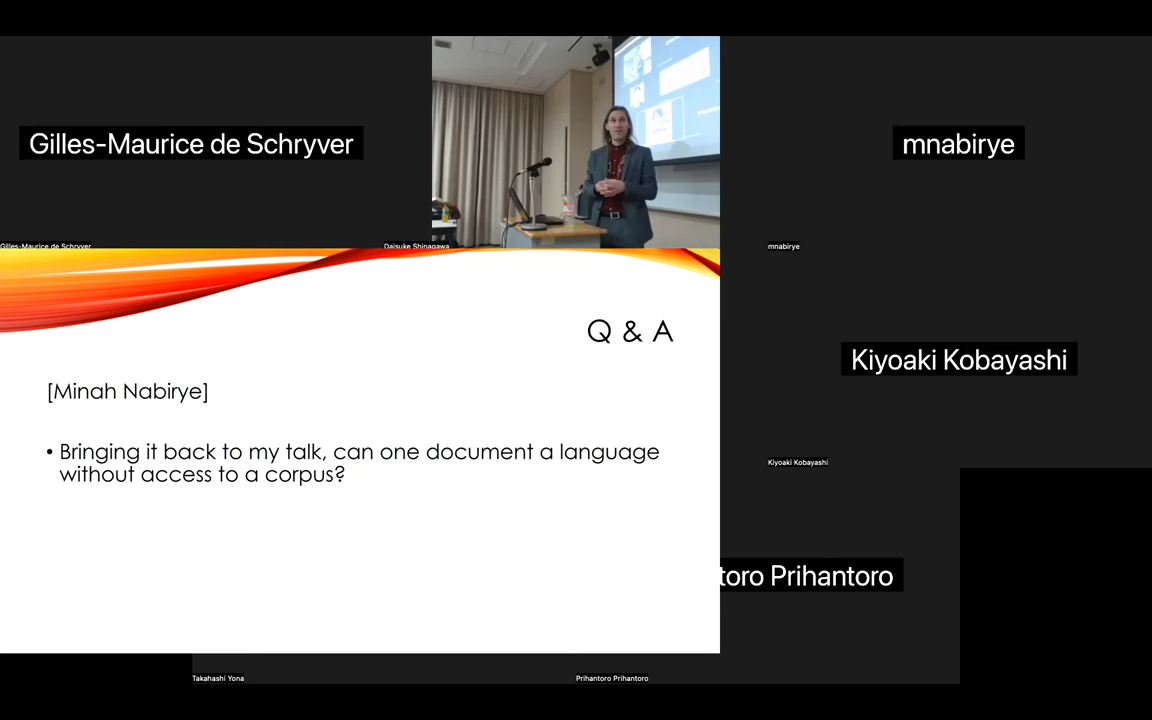 Gilles-Maurice de Schryver
mnabirye
Gilles-Maurice de Schryver
Daisuke Shinagawa
mnabirye
Q & A
[Minah Nabirye]
• Bringing it back to my talk, can one document a language
without access to a corpus?
Kiyoaki Kobayashi
Kiyoaki Kobayashi
toro Prihantoro
Takahashi Yona
Prihantoro Prihantoro